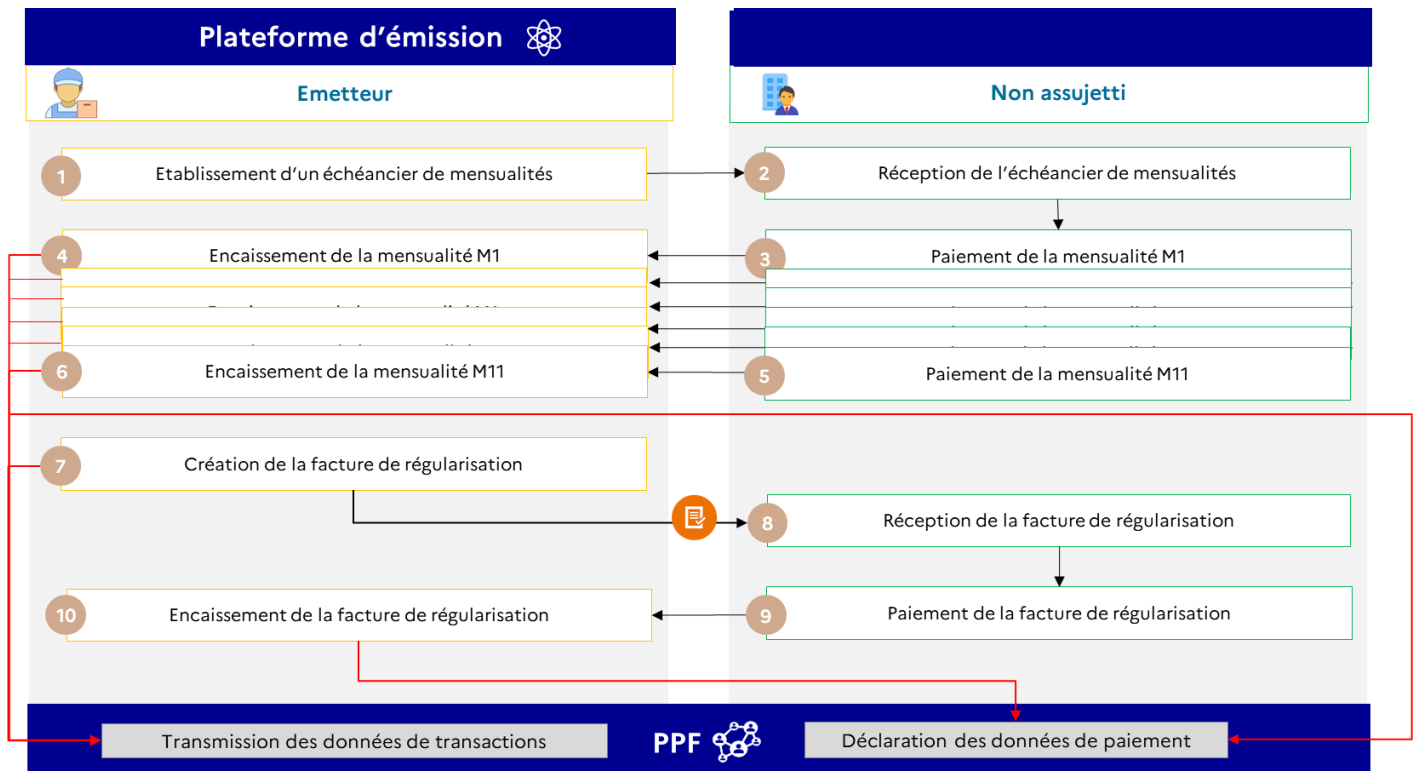 Plateforme d'émission
Emetteur
Non assujetti
1
Etablissement d'un échéancier de mensualités
2
Réception de l'échéancier de mensualités
4
Encaissement de la mensualité M1
3
Paiement de la mensualité M1
6
Encaissement de la mensualité M11
5
Paiement de la mensualité M11
7
Création de la facture de régularisation
8
Réception de la facture de régularisation
10
Encaissement de la facture de régularisation
9
Paiement de la facture de régularisation
Transmission des données de transactions
PPF
Déclaration des données de paiement